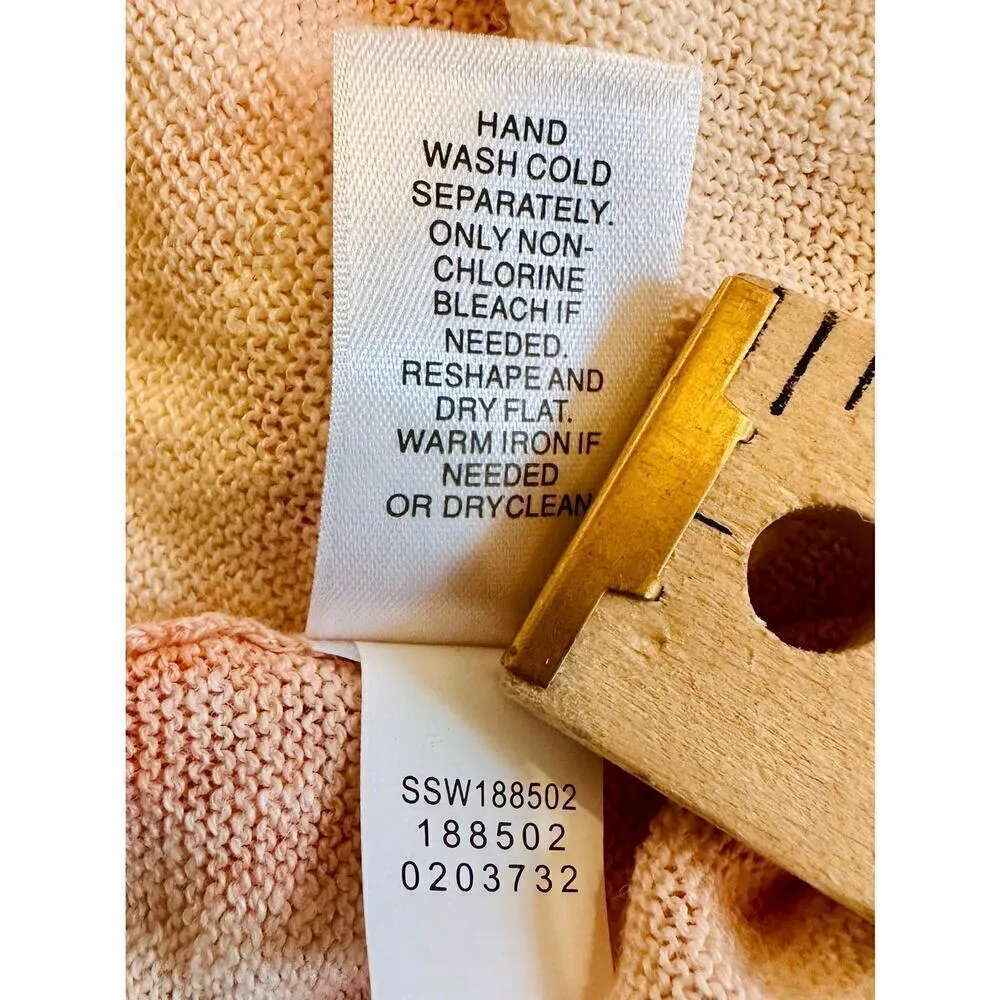 HAND
WASH COLD
SEPARATELY.
ONLY NON-
CHLORINE
BLEACH IF
NEEDED.
RESHAPE AND
DRY FLAT.
WARM IRON IF
NEEDED
OR DRYCLEAN
SSW188502
188502
0203732